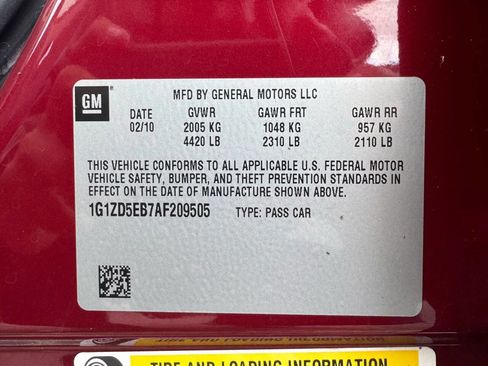 GM
MFD BY GENERAL MOTORS LLC
DATE GVWR GAWR FRT GAWR RR
02/10 2005 KG 1048 KG 957 KG
4420 LB 2310 LB 2110 LB
THIS VEHICLE CONFORMS TO ALL APPLICABLE U.S. FEDERAL MOTOR
VEHICLE SAFETY, BUMPER, AND THEFT PREVENTION STANDARDS IN
EFFECT ON THE DATE OF MANUFACTURE SHOWN ABOVE.
1G1ZD5EB7AF209505 TYPE: PASS CAR
TIRE AND LOADING INFORMATION